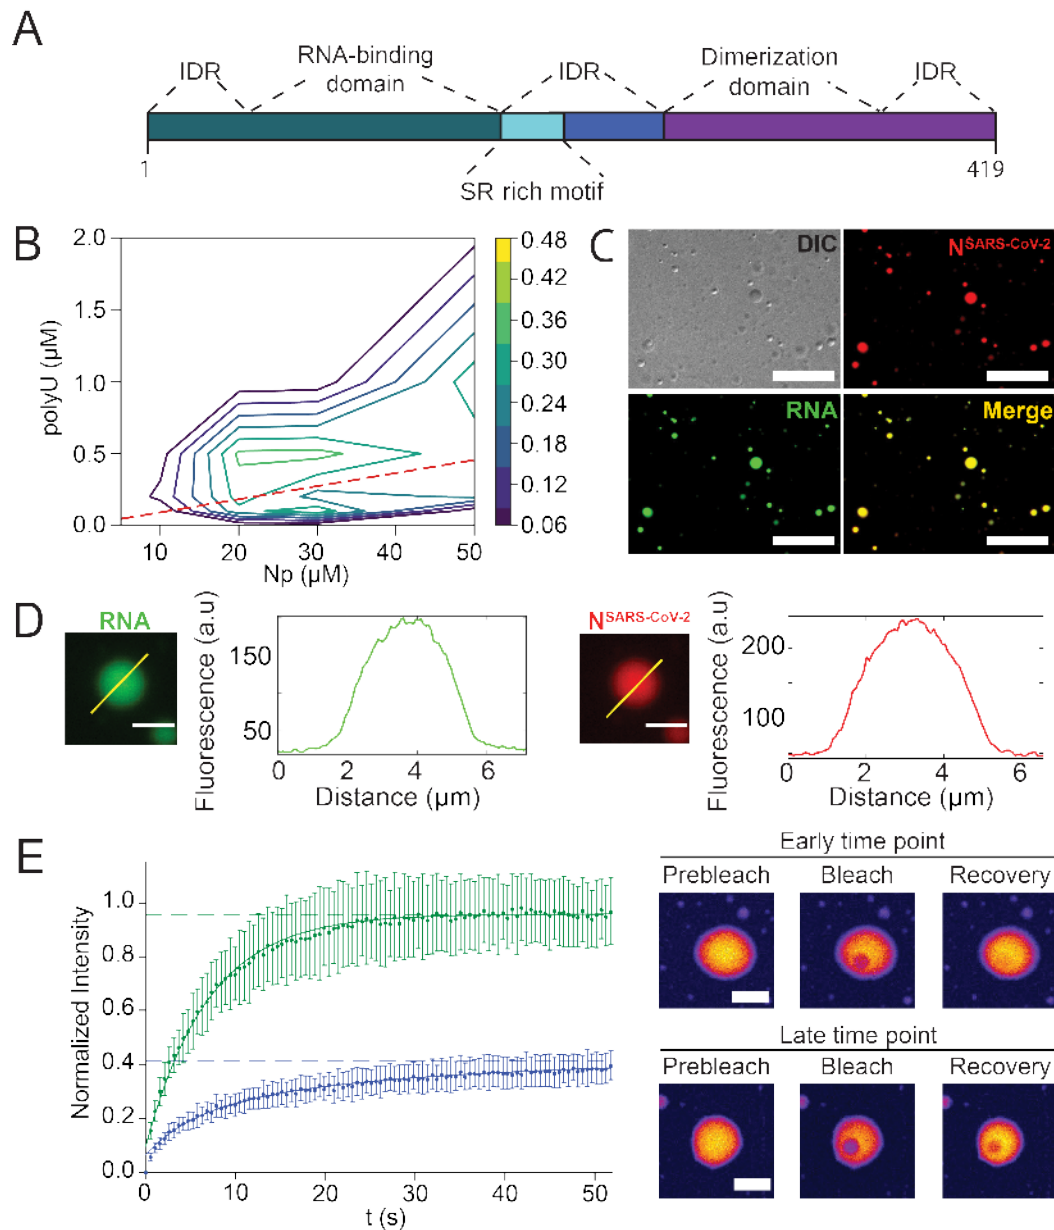 A
IDR
RNA-binding
domain
IDR
Dimerization
domain
IDR
1
419
SR rich motif
B
2.0
1.5
1.0
0.5
0.0
polyU (µM)
10
20
30
40
50
Np (µM)
0.48
0.42
0.36
0.30
0.24
0.18
0.12
0.06
C
DIC
N^SARS-CoV-2
RNA
Merge
D
RNA
Fluorescence (a.u)
150
50
0
2
4
6
Distance (µm)
N^SARS-CoV-2
Fluorescence (a.u)
200
100
0
2
4
6
Distance (µm)
E
Normalized Intensity
1.0
0.8
0.6
0.4
0.2
0.0
0
10
20
30
40
50
t (s)
Early time point
Prebleach Bleach Recovery
Late time point
Prebleach Bleach Recovery